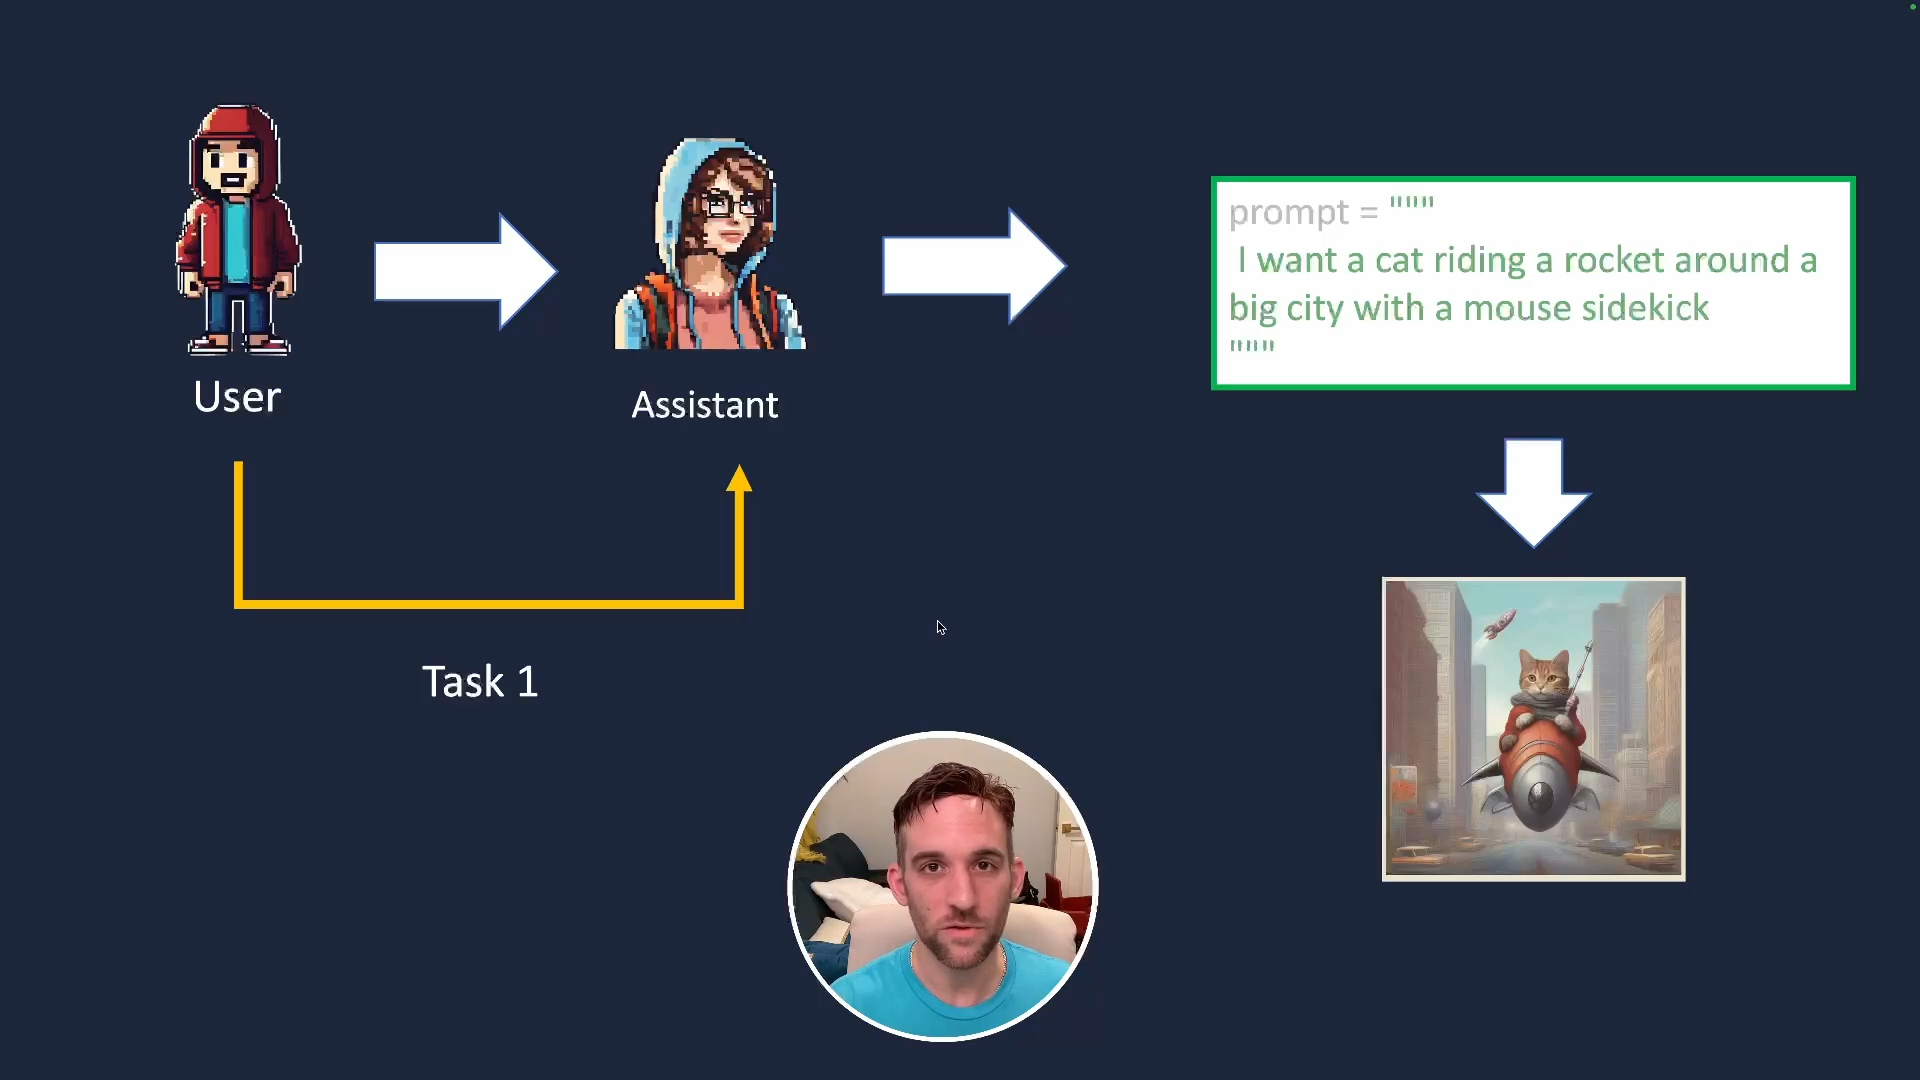 prompt = """
I want a cat riding a rocket around a
big city with a mouse sidekick
"""
User
Assistant
Task 1